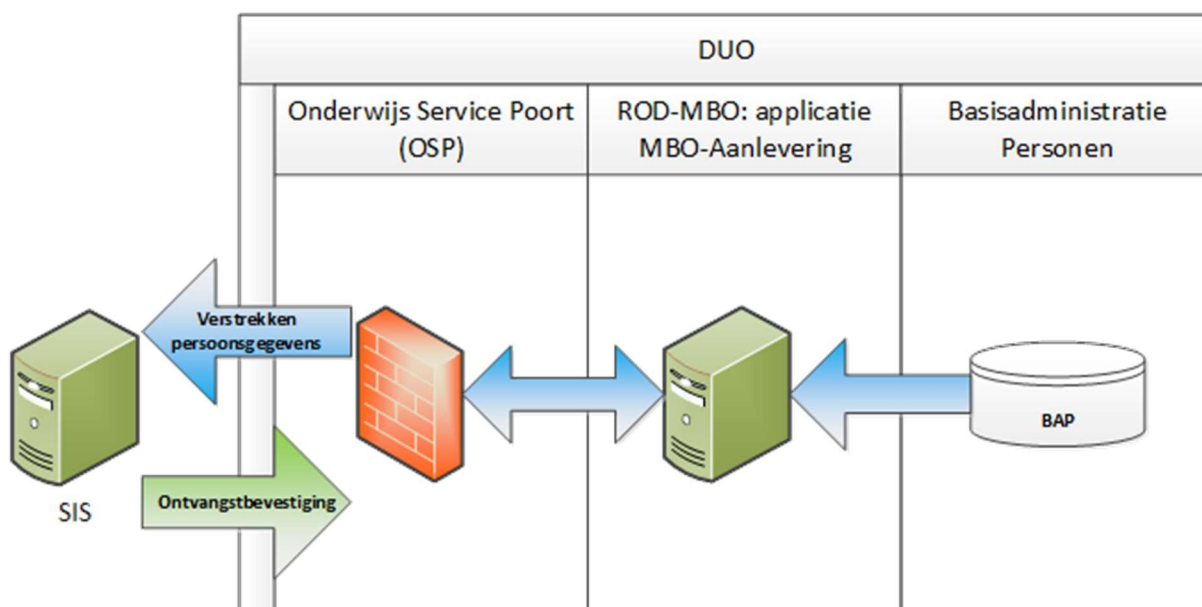 DUO
Onderwijs Service Poort
(OSP)
ROD-MBO: applicatie
MBO-Aanlevering
Basisadministratie
Personen
Verstrekken
persoonsgegevens
BAP
Ontvangstbevestiging
SIS